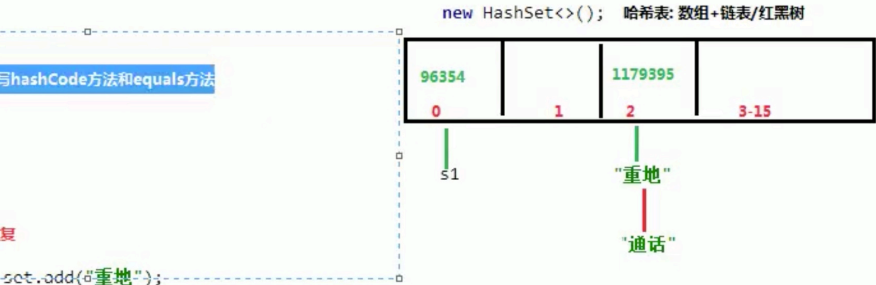 new HashSet<>(); 哈希表: 数组+链表/红黑树
写hashCode方法和equals方法
96354 1179395
0 1 2 3-15
s1 "重地"
复
"通话"
set.add("重地");